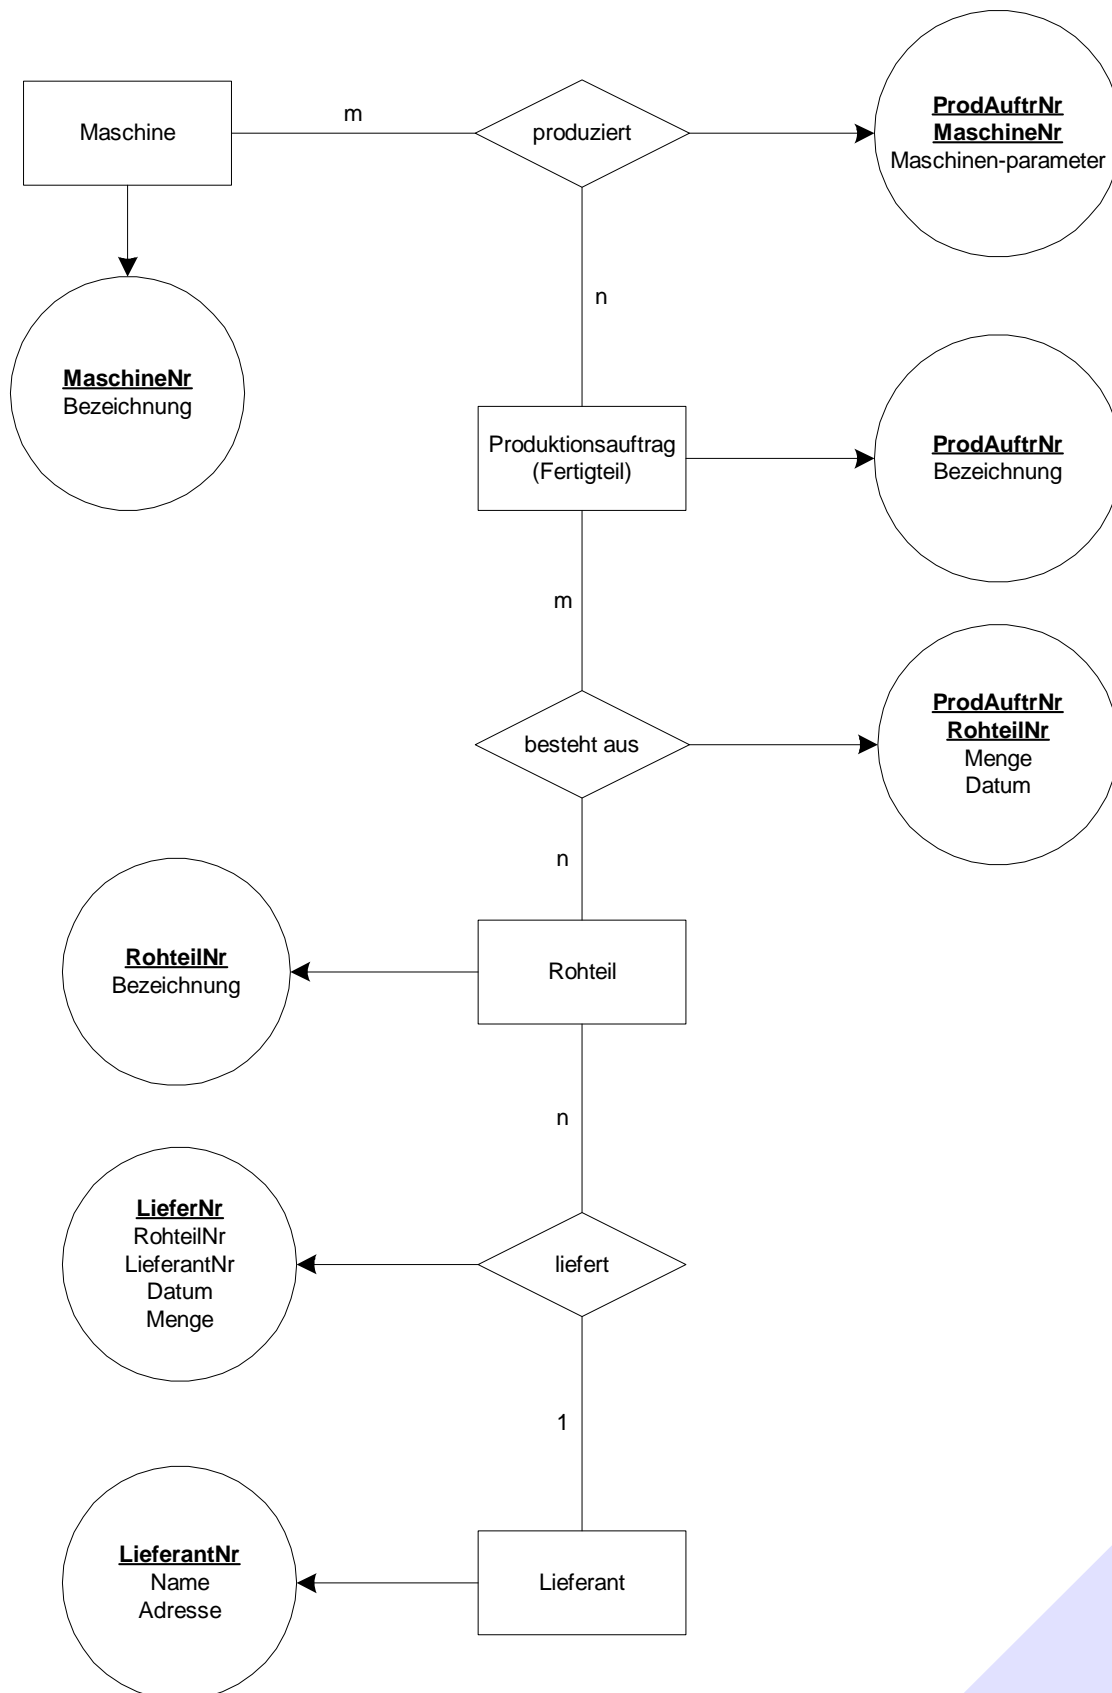 Maschine
m
produziert
ProdAuftrNr
MaschineNr
Maschinen-parameter
n
MaschineNr
Bezeichnung
Produktionsauftrag
(Fertigteil)
ProdAuftrNr
Bezeichnung
m
besteht aus
ProdAuftrNr
RohteilNr
Menge
Datum
n
RohteilNr
Bezeichnung
Rohteil
n
LieferNr
RohteilNr
LieferantNr
Datum
Menge
liefert
1
LieferantNr
Name
Adresse
Lieferant